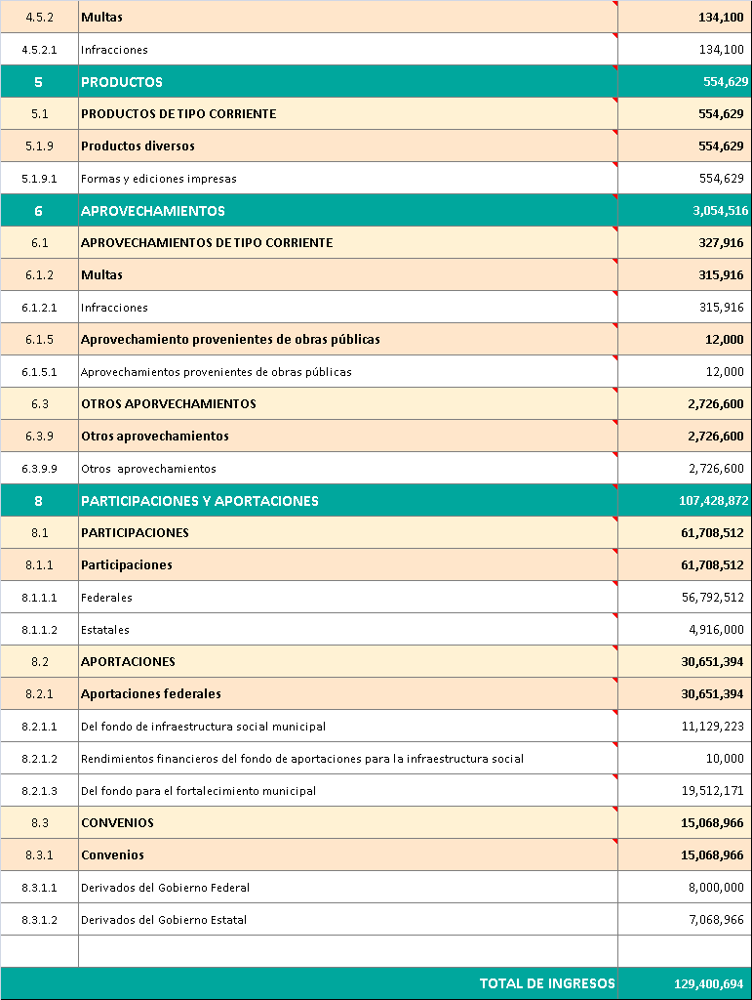 4.5.2 Multas 134,100
4.5.2.1 Infracciones 134,100
5 PRODUCTOS 554,629
5.1 PRODUCTOS DE TIPO CORRIENTE 554,629
5.1.9 Productos diversos 554,629
5.1.9.1 Formas y ediciones impresas 554,629
6 APROVECHAMIENTOS 3,054,516
6.1 APROVECHAMIENTOS DE TIPO CORRIENTE 327,916
6.1.2 Multas 315,916
6.1.2.1 Infracciones 315,916
6.1.5 Aprovechamiento provenientes de obras públicas 12,000
6.1.5.1 Aprovechamientos provenientes de obras públicas 12,000
6.3 OTROS APORVECHAMIENTOS 2,726,600
6.3.9 Otros aprovechamientos 2,726,600
6.3.9.9 Otros aprovechamientos 2,726,600
8 PARTICIPACIONES Y APORTACIONES 107,428,872
8.1 PARTICIPACIONES 61,708,512
8.1.1 Participaciones 61,708,512
8.1.1.1 Federales 56,792,512
8.1.1.2 Estatales 4,916,000
8.2 APORTACIONES 30,651,394
8.2.1 Aportaciones federales 30,651,394
8.2.1.1 Del fondo de infraestructura social municipal 11,129,223
8.2.1.2 Rendimientos financieros del fondo de aportaciones para la infraestructura social 10,000
8.2.1.3 Del fondo para el fortalecimiento municipal 19,512,171
8.3 CONVENIOS 15,068,966
8.3.1 Convenios 15,068,966
8.3.1.1 Derivados del Gobierno Federal 8,000,000
8.3.1.2 Derivados del Gobierno Estatal 7,068,966
TOTAL DE INGRESOS 129,400,694